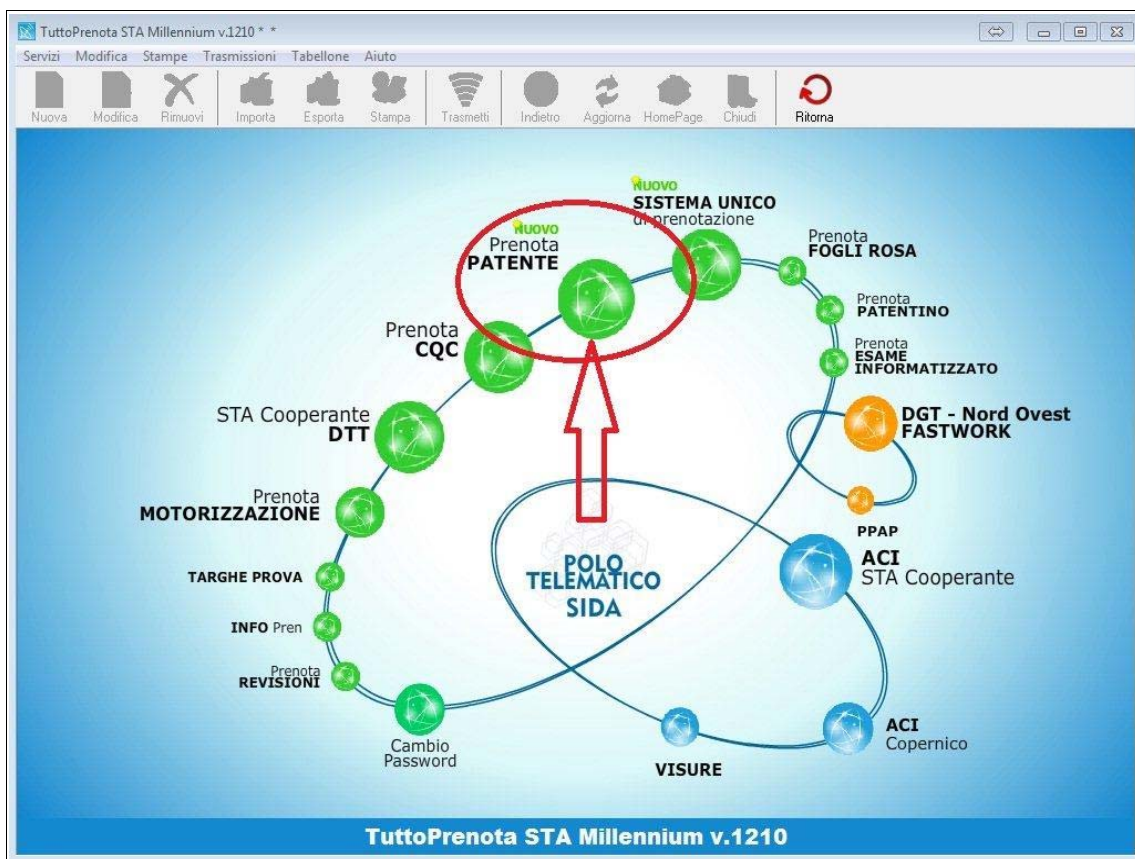 TuttoPrenota STA Millennium v.1210 * *
Servizi Modifica Stampe Trasmissioni Tabellone Aiuto
Nuova Modifica Rimuovi Importa Esporta Stampa Trasmetti Indietro Aggiorna HomePage Chiudi Ritorna
NUOVO
SISTEMA UNICO
di prenotazione
NUOVO
Prenota
PATENTE
Prenota
FOGLI ROSA
Prenota
PATENTINO
Prenota
CQC
Prenota
ESAME
INFORMATIZZATO
STA Cooperante
DTT
DGT - Nord Ovest
FASTWORK
Prenota
MOTORIZZAZIONE
PPAP
POLO
TELEMATICO
SIDA
ACI
STA Cooperante
TARGHE PROVA
INFO Pren
Prenota
REVISIONI
Cambio
Password
ACI
Copernico
VISURE
TuttoPrenota STA Millennium v.1210